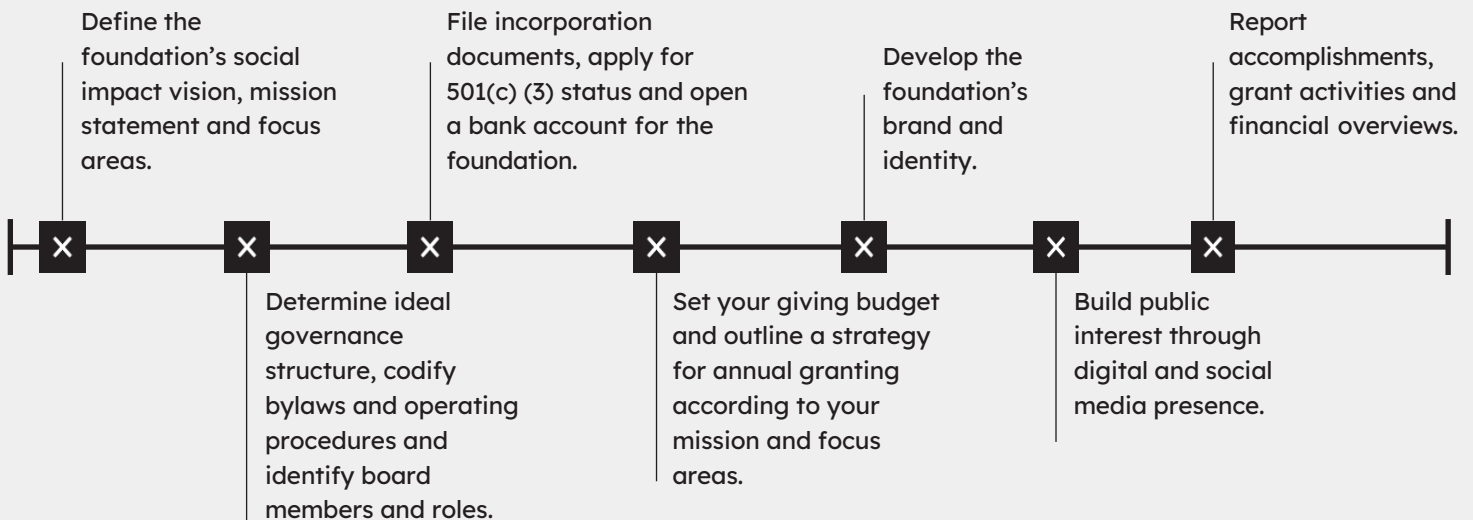 Define the
foundation’s social
impact vision, mission
statement and focus
areas.
Determine ideal
governance
structure, codify
bylaws and operating
procedures and
identify board
members and roles.
File incorporation
documents, apply for
501(c) (3) status and open
a bank account for the
foundation.
Set your giving budget
and outline a strategy
for annual granting
according to your
mission and focus
areas.
Develop the
foundation’s
brand and
identity.
Build public
interest through
digital and social
media presence.
Report
accomplishments,
grant activities and
financial overviews.